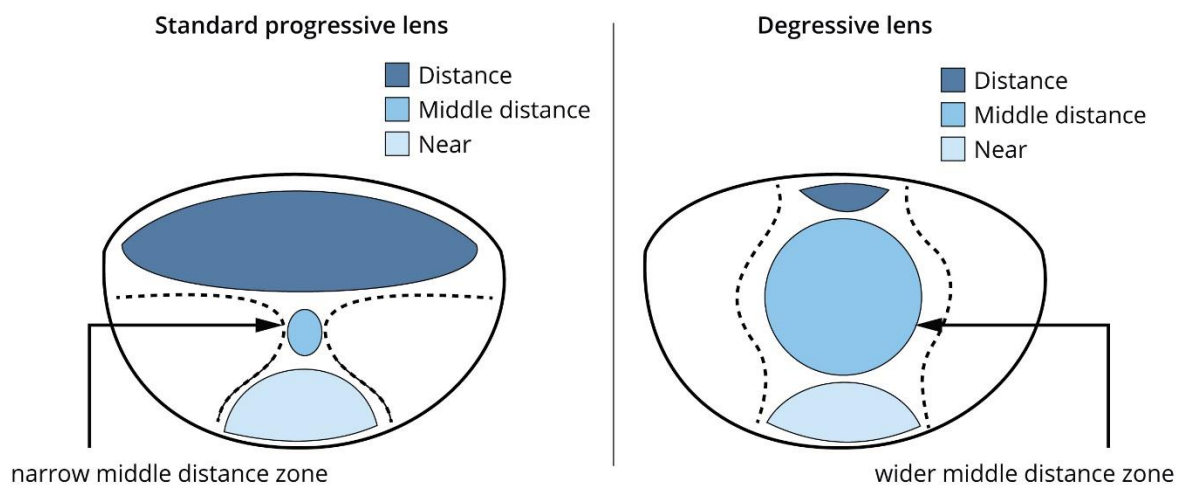 Standard progressive lens
Distance
Middle distance
Near
narrow middle distance zone
Degressive lens
Distance
Middle distance
Near
wider middle distance zone